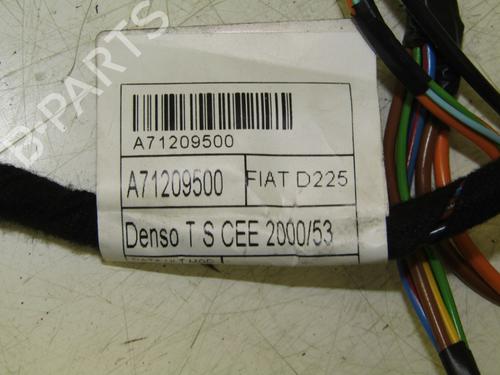 B PARTS
A71209500
A71209500 FIAT D225
Denso T S CEE 2000/53